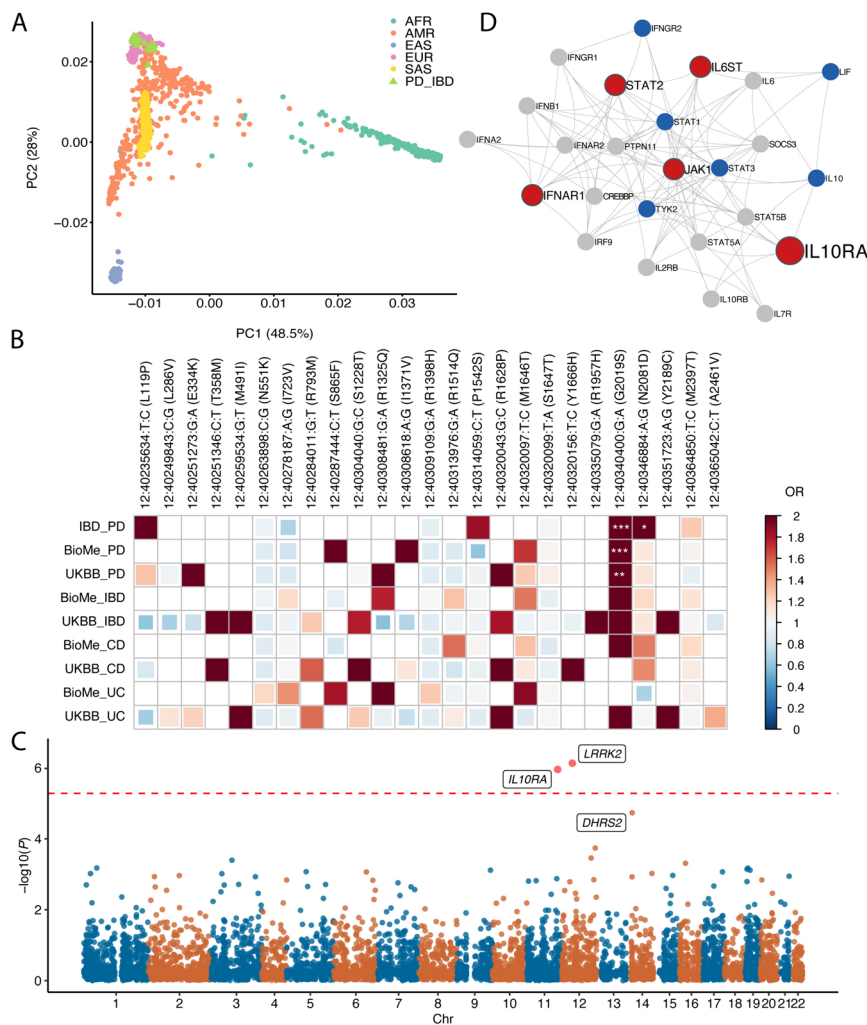 A
AFR
AMR
EAS
EUR
SAS
PD_IBD
PC2 (28%)
0.02
0.00
−0.02
−0.01
0.00
0.01
0.02
0.03
PC1 (48.5%)
D
IFNGR2
IFNGR1
IL6ST
IL6
LIF
STAT2
IFNB1
STAT1
IFNA2
IFNAR2
PTPN11
SOCS3
JAK1
STAT3
IL10
IFNAR1
CREBBP
TYK2
STAT5B
IRF9
STAT5A
IL10RA
IL2RB
IL10RB
IL7R
B
12:40235634:T:C (L119P)
12:40249843:C:G (L286V)
12:40251273:G:A (E334K)
12:40251346:C:T (T358M)
12:40259534:G:T (M491I)
12:40263898:C:G (N551K)
12:40278187:A:G (I723V)
12:40284011:G:T (R793M)
12:40287444:C:T (S865F)
12:40304040:G:C (S1228T)
12:40308481:G:A (R1325Q)
12:40308618:A:G (I1371V)
12:40309109:G:A (R1398H)
12:40313976:G:A (R1514Q)
12:40314059:C:T (P1542S)
12:40320043:G:C (R1628P)
12:40320097:T:C (M1646T)
12:40320099:T:A (S1647T)
12:40320156:T:C (Y1666H)
12:40335079:G:A (R1957H)
12:40340400:G:A (G2019S)
12:40346884:A:G (N2081D)
12:40351723:A:G (Y2189C)
12:40364850:T:C (M2397T)
12:40365042:C:T (A2461V)
IBD_PD *** *
BioMe_PD ***
UKBB_PD **
BioMe_IBD
UKBB_IBD
BioMe_CD
UKBB_CD
BioMe_UC
UKBB_UC
OR
2
1.8
1.6
1.4
1.2
1
0.8
0.6
0.4
0.2
0
C
−log10(P)
6
4
2
0
IL10RA
LRRK2
DHRS2
1 2 3 4 5 6 7 8 9 10 11 12 13 14 15 16 17 18 19 20 21 22
Chr